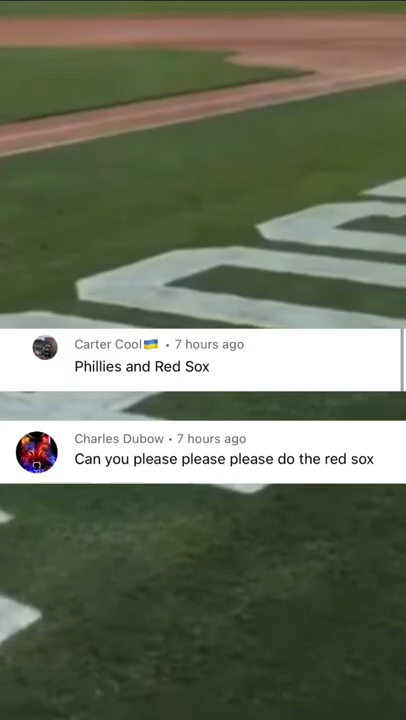 Carter Cool🇺🇦 • 7 hours ago
Phillies and Red Sox
Charles Dubow • 7 hours ago
Can you please please please do the red sox